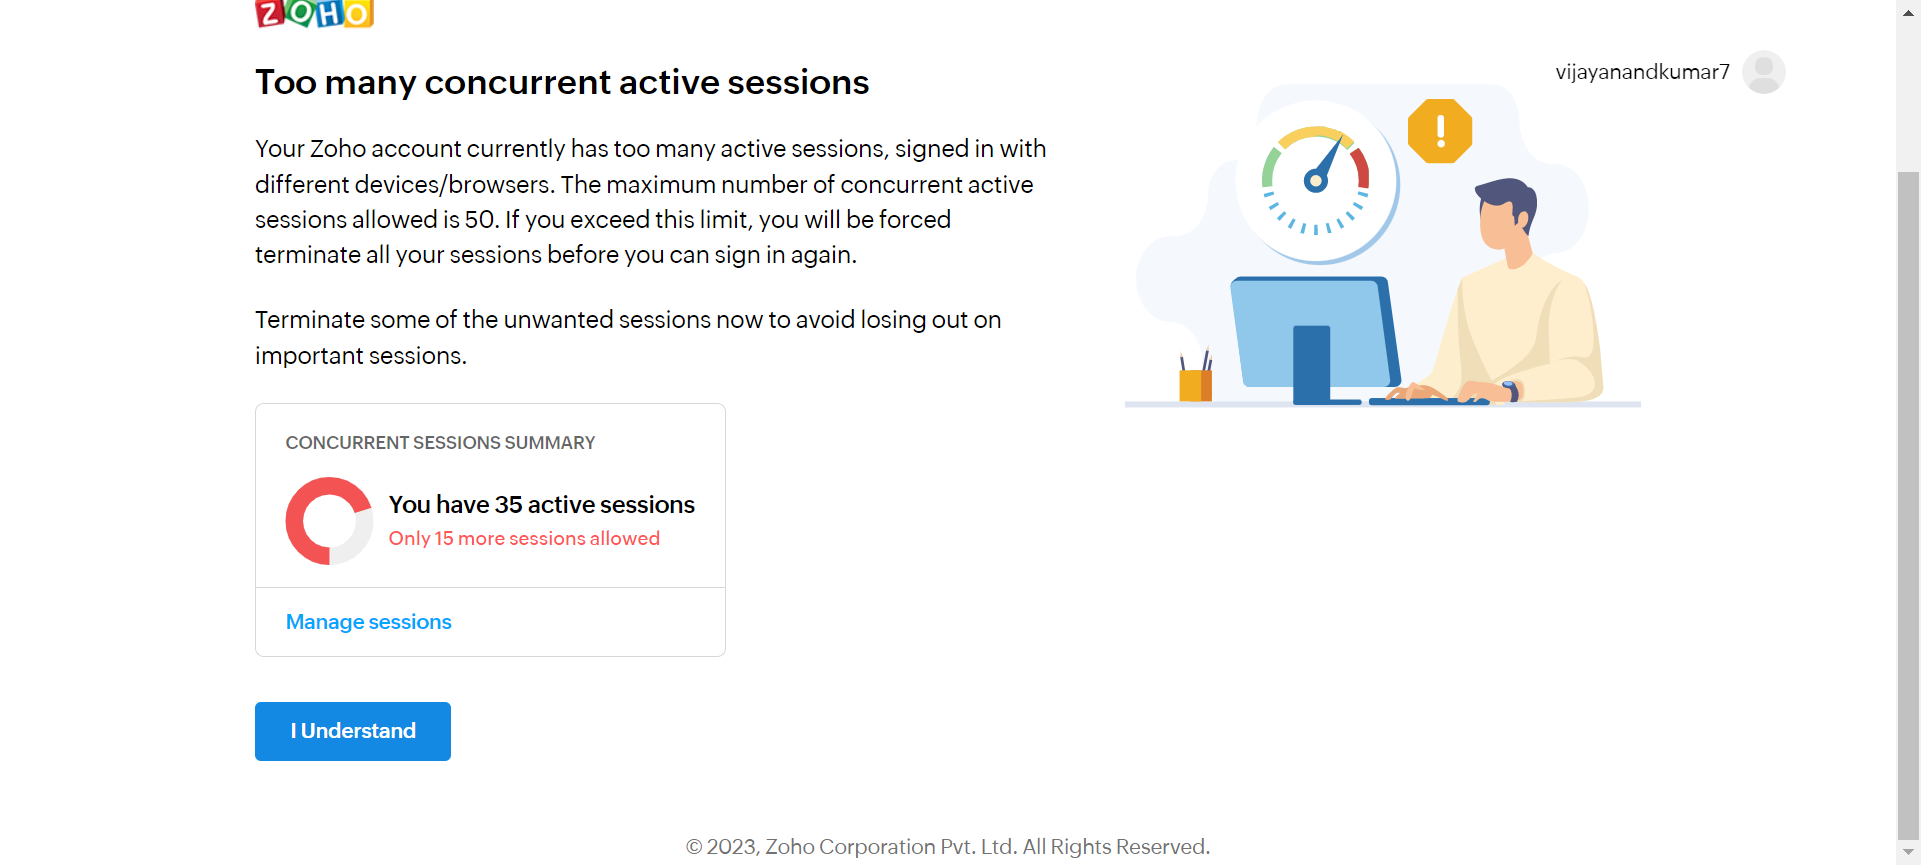 ZOHO
vijayanandkumar7
Too many concurrent active sessions
Your Zoho account currently has too many active sessions, signed in with
different devices/browsers. The maximum number of concurrent active
sessions allowed is 50. If you exceed this limit, you will be forced
terminate all your sessions before you can sign in again.
Terminate some of the unwanted sessions now to avoid losing out on
important sessions.
CONCURRENT SESSIONS SUMMARY
You have 35 active sessions
Only 15 more sessions allowed
Manage sessions
I Understand
© 2023, Zoho Corporation Pvt. Ltd. All Rights Reserved.